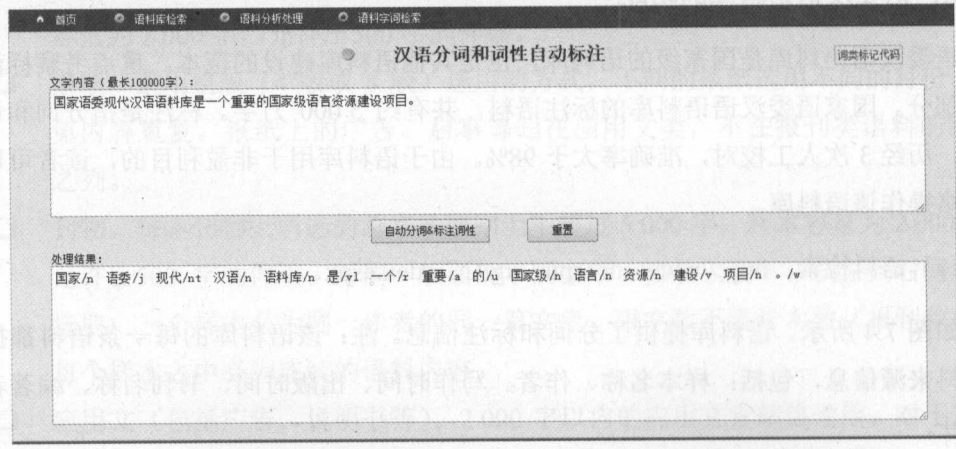 首页 语料库检索 语料分析处理 语料字词检索
汉语分词和词性自动标注
词类标记代码
文字内容（最长100000字）：
国家语委现代汉语语料库是一个重要的国家级语言资源建设项目。
自动分词&标注词性 重置
处理结果：
国家/n 语委/j 现代/nt 汉语/n 语料库/n 是/vl 一个/r 重要/a 的/u 国家级/n 语言/n 资源/n 建设/v 项目/n 。/w